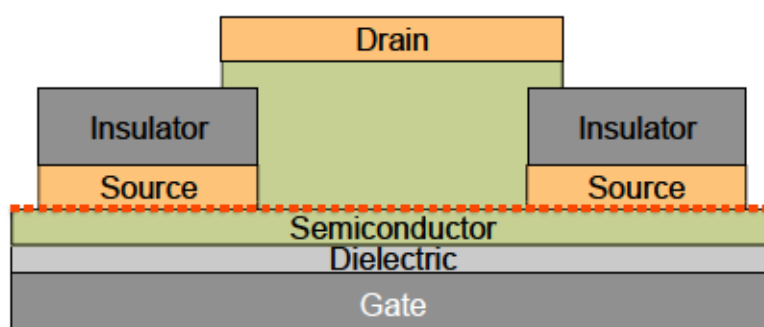 Drain
Insulator
Insulator
Source
Source
Semiconductor
Dielectric
Gate